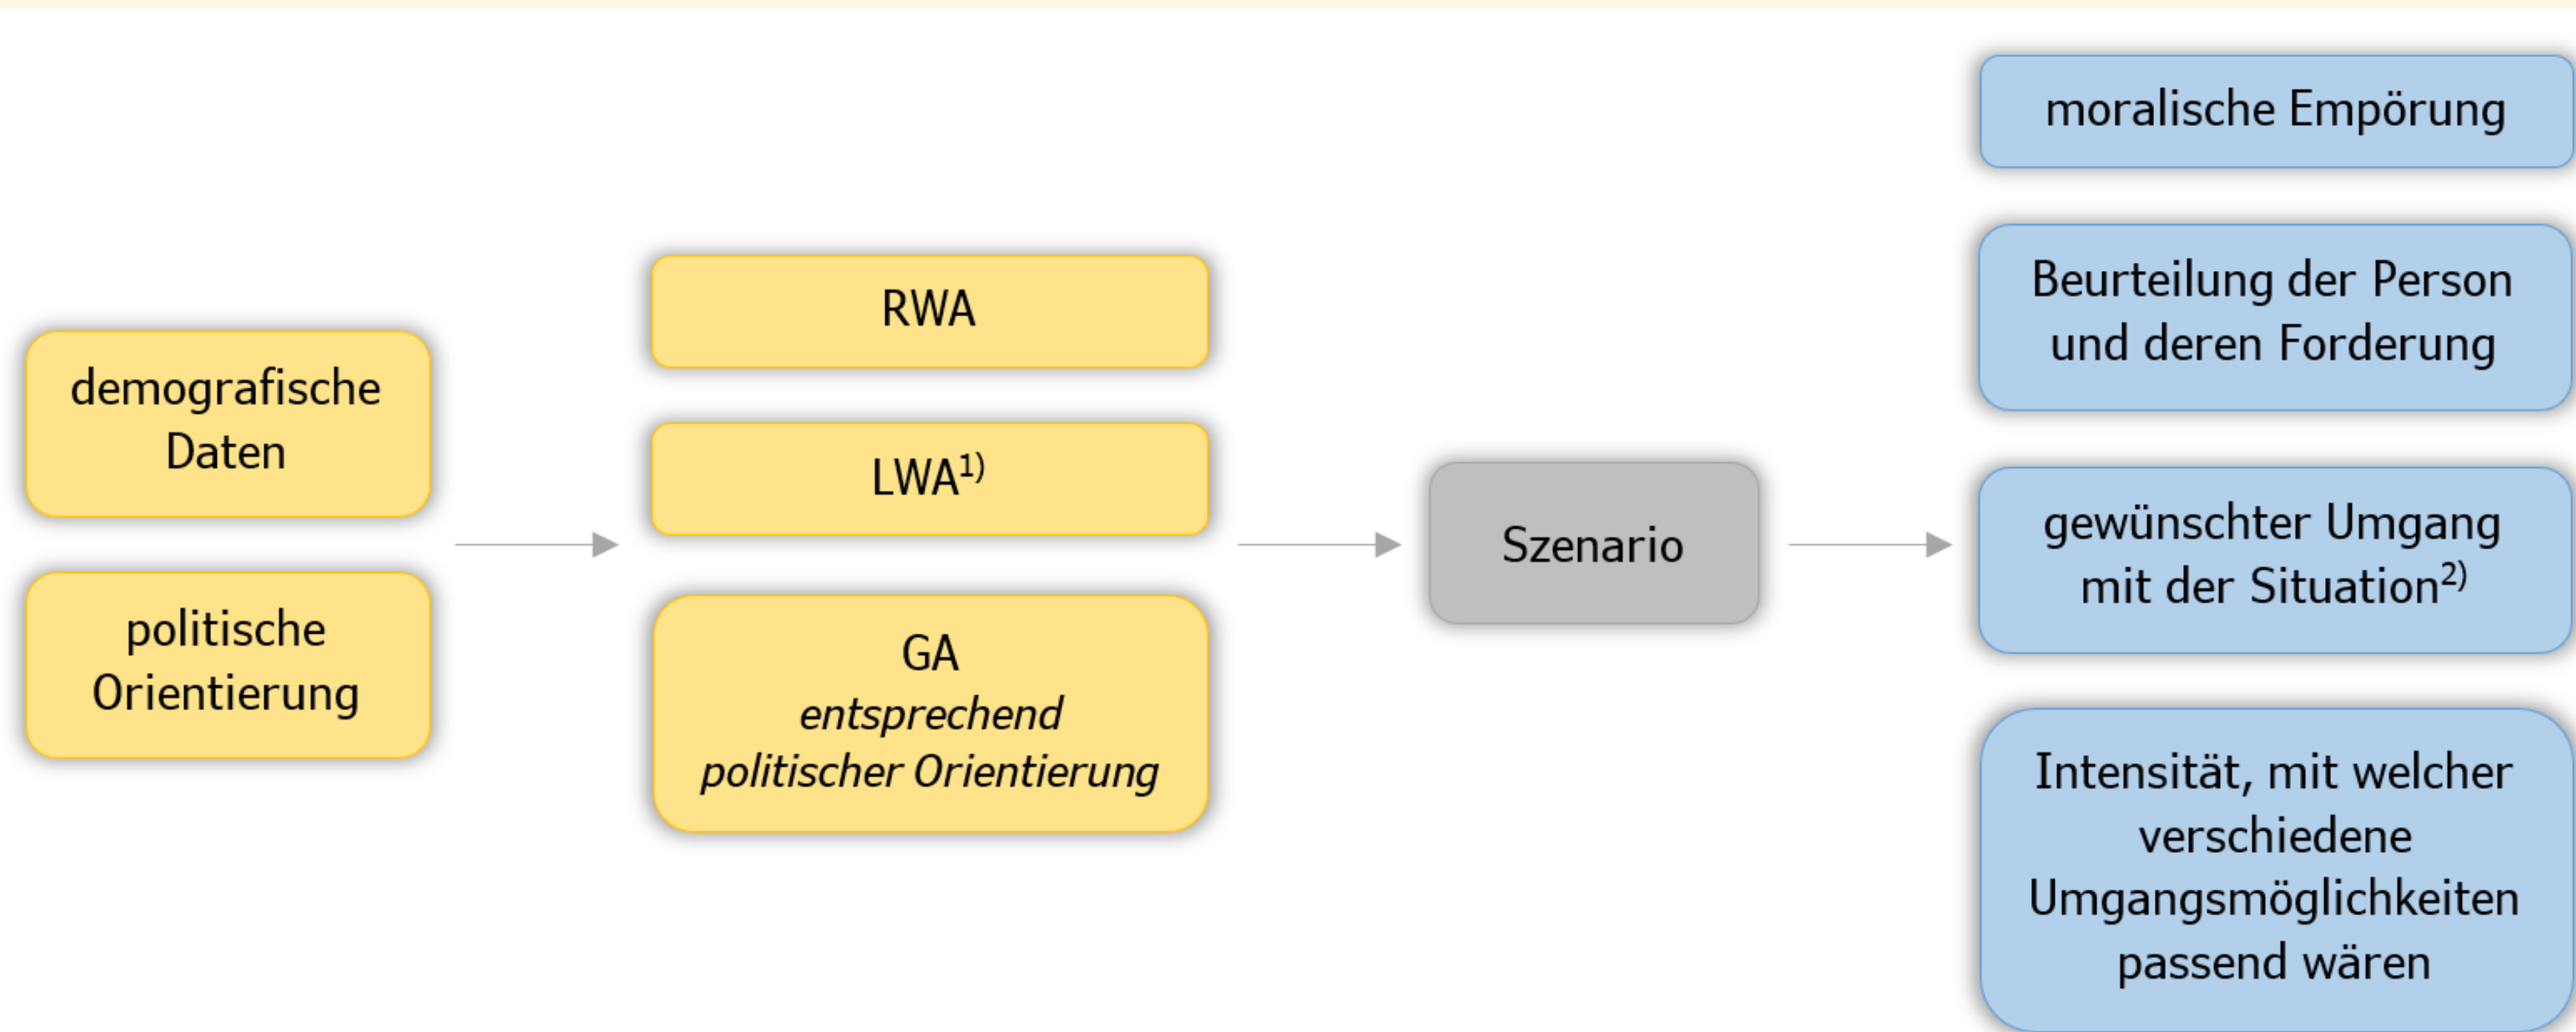 demografische
Daten
politische
Orientierung
RWA
LWA¹⁾
GA
entsprechend
politischer Orientierung
Szenario
moralische Empörung
Beurteilung der Person
und deren Forderung
gewünschter Umgang
mit der Situation²⁾
Intensität, mit welcher
verschiedene
Umgangsmöglichkeiten
passend wären